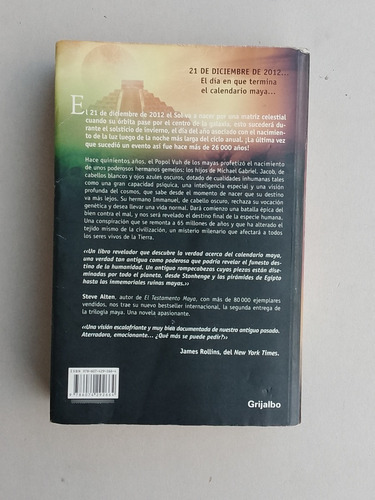 21 DE DICIEMBRE DE 2012...
El día en que termina
el calendario maya...
El 21 de diciembre de 2012 el Sol va a nacer por una matriz celestial
cuando su órbita pase por el centro de la galaxia, esto sucederá du-
rante el solsticio de invierno, el día del año asociado con el nacimien-
to de la luz luego de la noche más larga del ciclo anual. ¡La última vez
que sucedió un evento así fue hace más de 26 000 años!
Hace quinientos años, el Popol Vuh de los mayas profetizó el nacimiento
de unos poderosos hermanos gemelos; los hijos de Michael Gabriel, Jacob, de
cabellos blancos y ojos azules oscuros, dotado de cualidades inhumanas tales
como una gran capacidad psíquica, una inteligencia especial y una visión
profunda del cosmos, que sabe desde el momento de nacer que su destino
va más lejos. Su hermano Immanuel, de cabello oscuro, rechaza su vocación
genética y desea llevar una vida normal. Dará comienzo una batalla épica del
bien contra el mal, y nos será revelado el destino final de la especie humana.
Una conspiración que se remonta a 65 millones de años y que ha alterado el
tejido mismo de la civilización, un misterio milenario que afectará a todos
los seres vivos de la Tierra.
«Un libro revelador que descubre la verdad acerca del calendario maya,
una verdad tan antigua como poderosa que podría revelar el funesto des-
tino de la humanidad. Un antiguo rompecabezas cuyas piezas están dise-
minadas por todo el planeta, desde Stonehenge y las pirámides de Egipto
hasta las inmemoriales ruinas mayas.»
Steve Alten, autor de El Testamento Maya, con más de 80 000 ejemplares
vendidos, nos trae su nuevo bestseller internacional, la segunda entrega de
la trilogía maya. Una novela apasionante.
«Una visión escalofriante y muy bien documentada de nuestro antiguo pasado.
Aterradora, emocionante... ¿Qué más se puede pedir?»
James Rollins, del New York Times.
Grijalbo